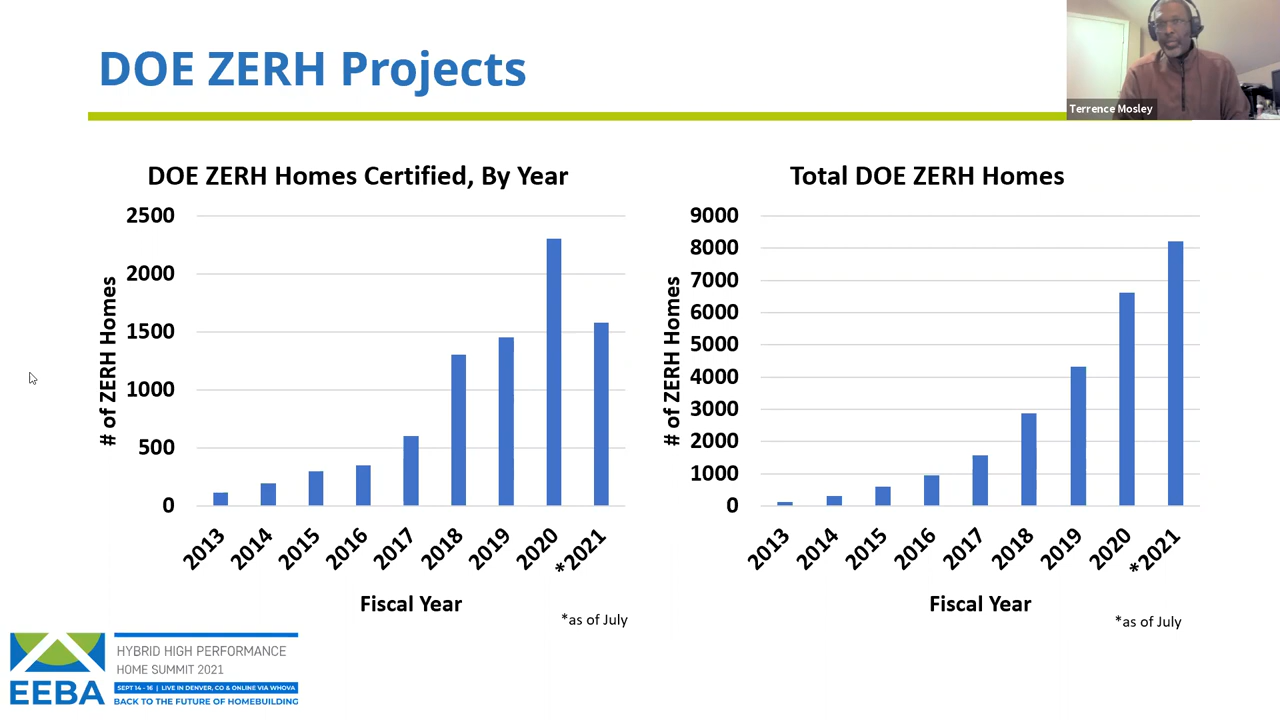 DOE ZERH Projects
Terrence Mosley
DOE ZERH Homes Certified, By Year
# of ZERH Homes
2500
2000
1500
1000
500
0
2013
2014
2015
2016
2017
2018
2019
2020
*2021
Fiscal Year
*as of July
Total DOE ZERH Homes
# of ZERH Homes
9000
8000
7000
6000
5000
4000
3000
2000
1000
0
2013
2014
2015
2016
2017
2018
2019
2020
*2021
Fiscal Year
*as of July
EEBA
HYBRID HIGH PERFORMANCE
HOME SUMMIT 2021
SEPT 14 - 16 | LIVE IN DENVER, CO & ONLINE VIA WHOVA
BACK TO THE FUTURE OF HOMEBUILDING